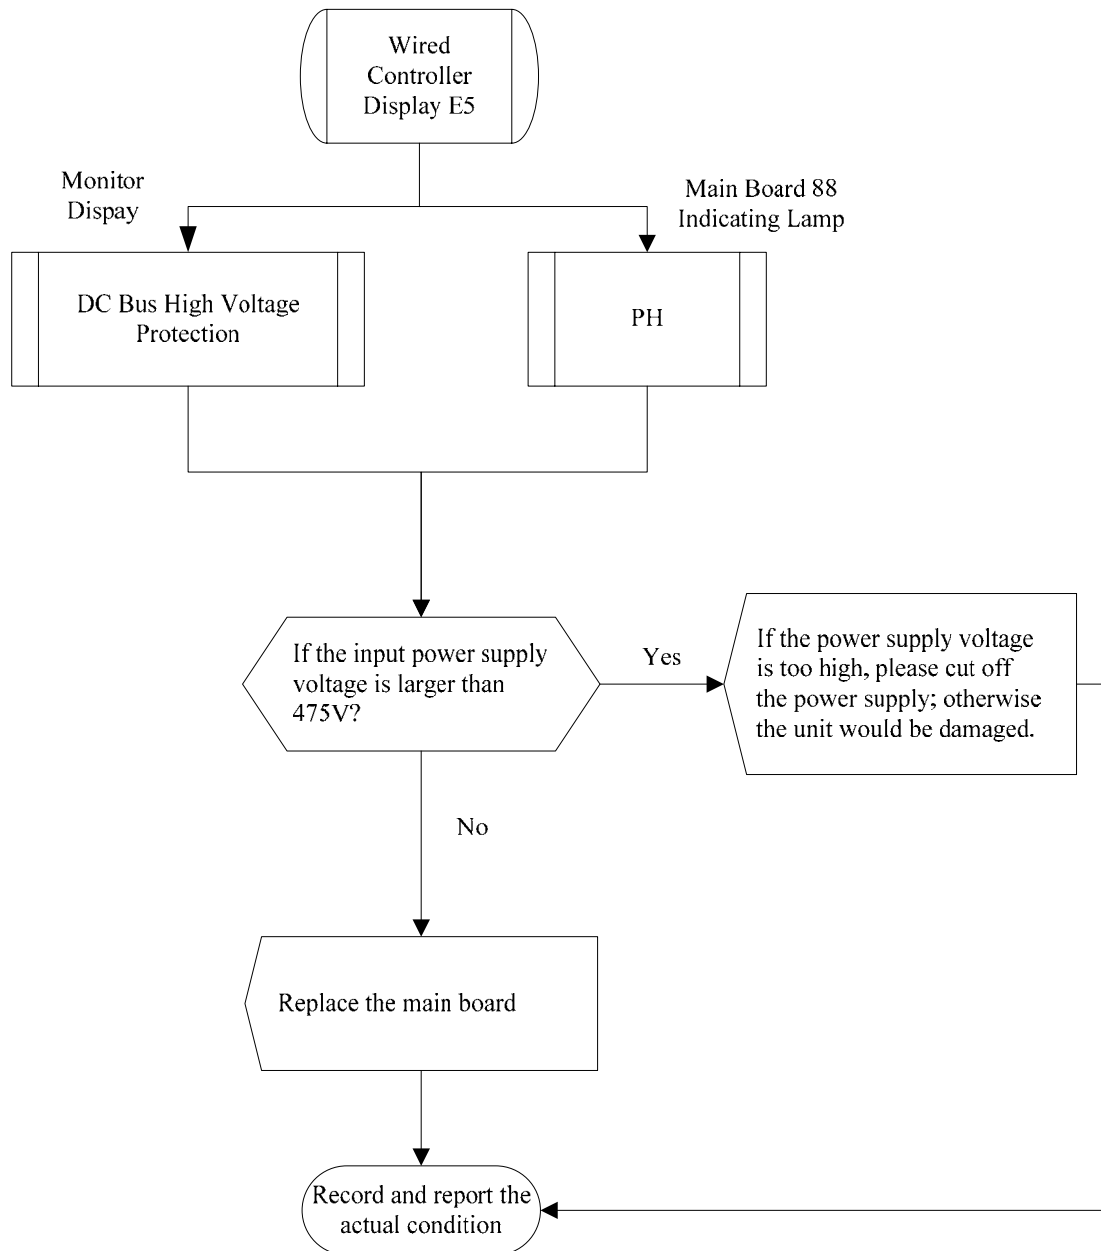 Wired
Controller
Display E5
Monitor
Dispay
Main Board 88
Indicating Lamp
DC Bus High Voltage
Protection
PH
If the input power supply
voltage is larger than
475V?
Yes
If the power supply voltage
is too high, please cut off
the power supply; otherwise
the unit would be damaged.
No
Replace the main board
Record and report the
actual condition